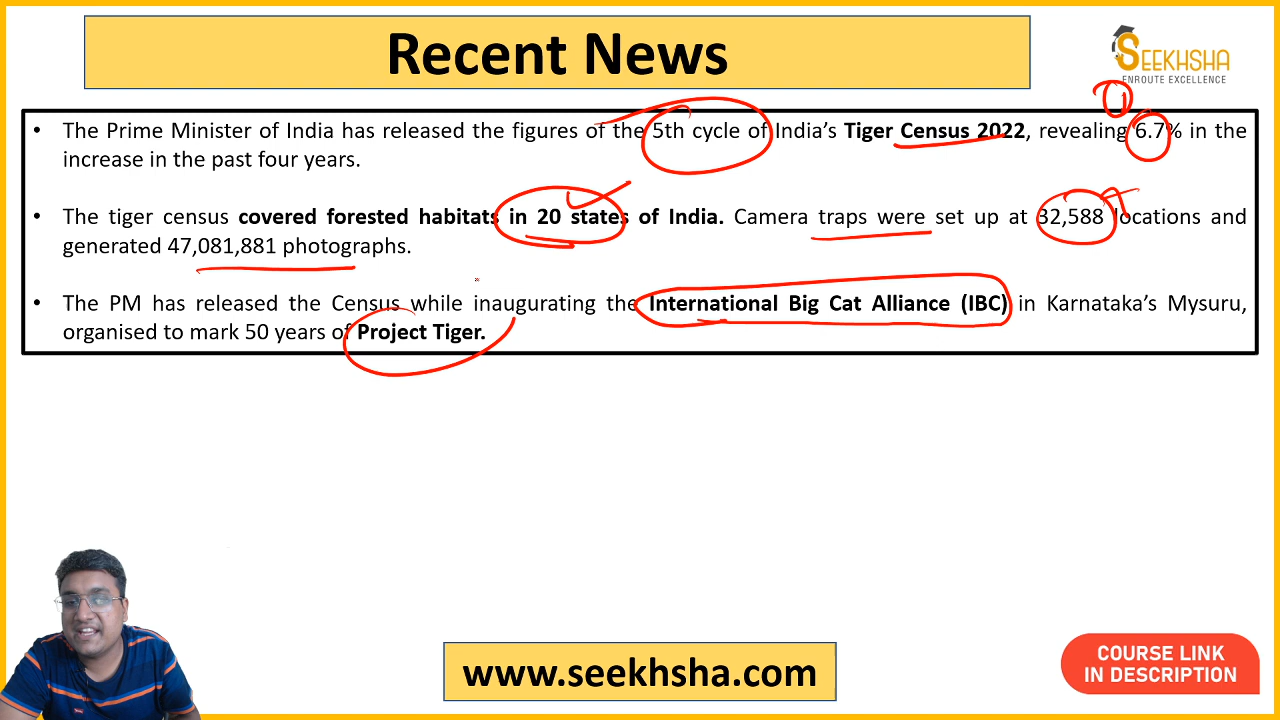 Recent News
SEEKHSHA
ENROUTE EXCELLENCE
• The Prime Minister of India has released the figures of the 5th cycle of India's Tiger Census 2022, revealing 6.7% in the
increase in the past four years.
• The tiger census covered forested habitats in 20 states of India. Camera traps were set up at 32,588 locations and
generated 47,081,881 photographs.
• The PM has released the Census while inaugurating the International Big Cat Alliance (IBC) in Karnataka's Mysuru,
organised to mark 50 years of Project Tiger.
www.seekhsha.com
COURSE LINK
IN DESCRIPTION